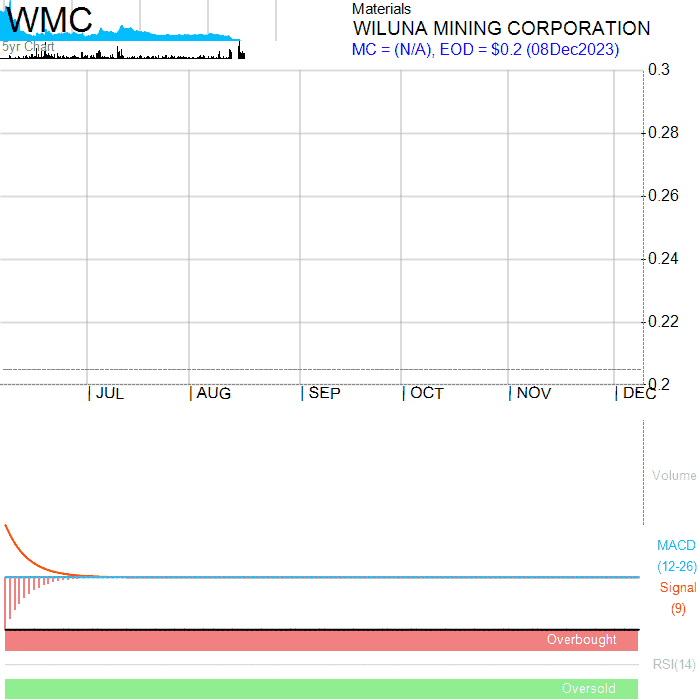 WMC
5yr Chart
Materials
WILUNA MINING CORPORATION
MC = (N/A), EOD = $0.2 (08Dec2023)
0.3
0.28
0.26
0.24
0.22
0.2
JUL AUG SEP OCT NOV DEC
Volume
MACD
(12-26)
Signal
(9)
Overbought
RSI(14)
Oversold